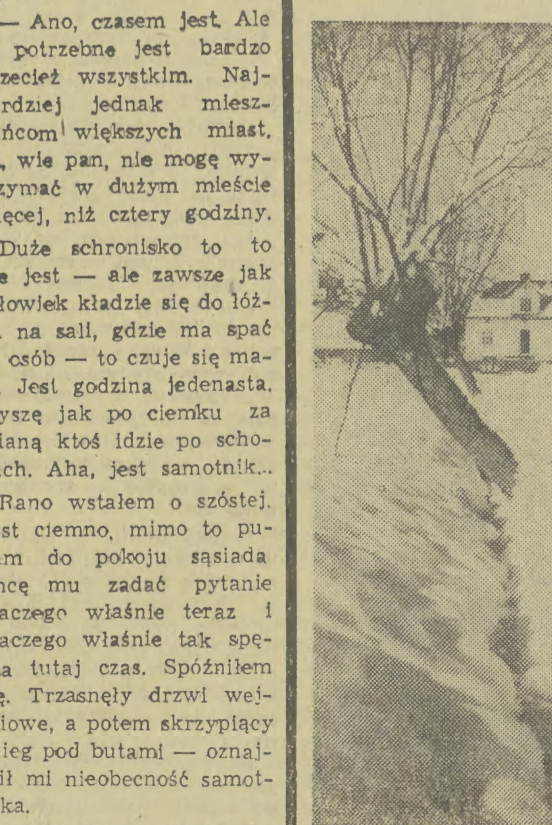 — Ano, czasem jest. Ale
potrzebne jest bardzo
zecież wszystkim. Naj-
rdziej jednak miesz-
ńcom większych miast.
, wie pan, nie mogę wy-
zymać w dużym mieście
ęcej, niż cztery godziny.
Duże schronisko to to
e jest — ale zawsze jak
łowiek kładzie się do łóż-
. na sali, gdzie ma spać
osób — to czuje się ma-
. Jest godzina jedenasta.
yszę jak po ciemku za
ianą ktoś idzie po scho-
ch. Aha, jest samotnik...
Rano wstałem o szóstej.
st ciemno, mimo to pu-
m do pokoju sąsiada
ncę mu zadać pytanie
aczego właśnie teraz i
aczego właśnie tak spę-
a tutaj czas. Spóźniłem
ę. Trzasnęły drzwi wej-
iowe, a potem skrzypiący
ieg pod butami — oznaj-
ił mi nieobecność samot-
ka.